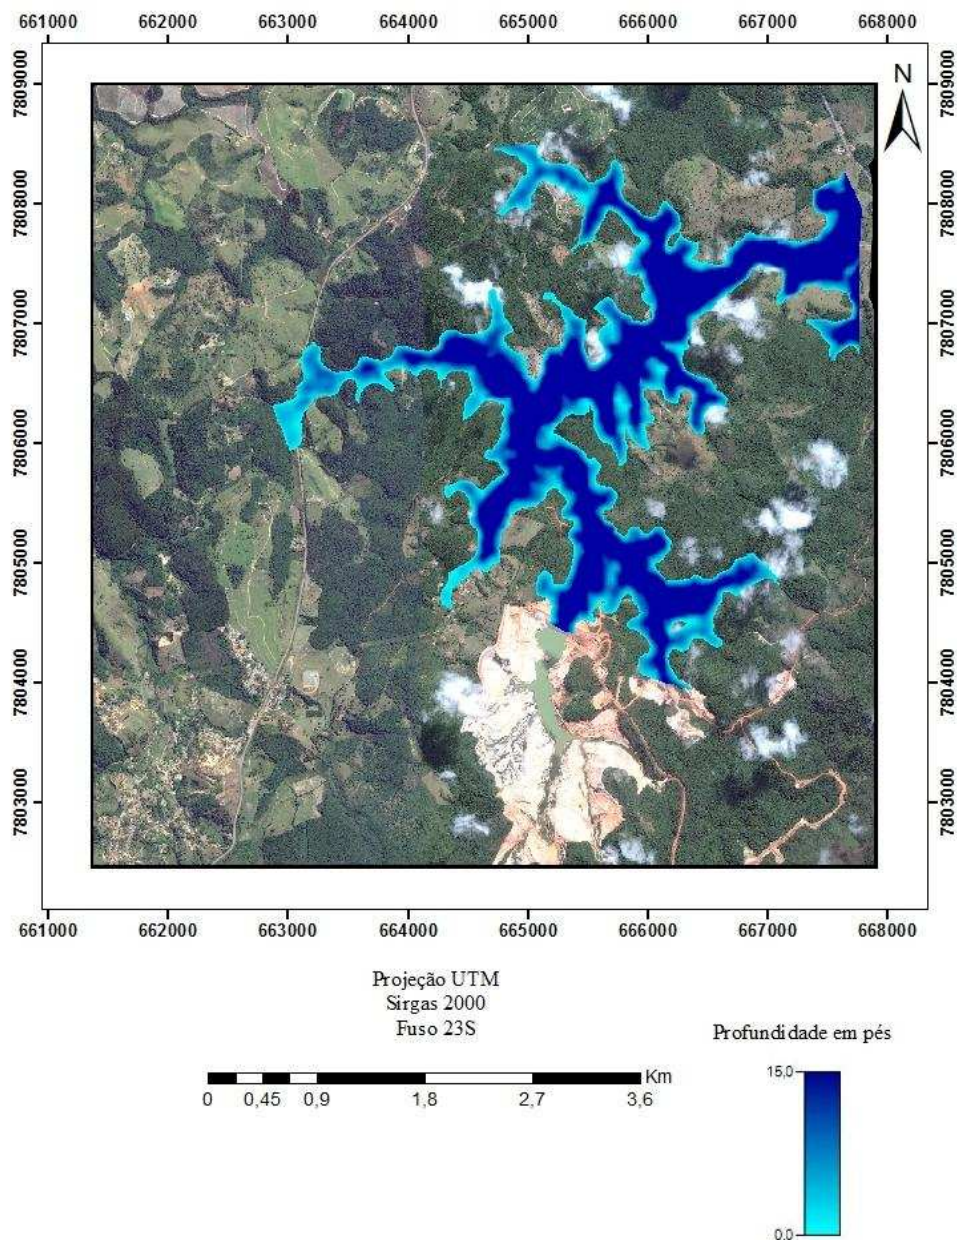 661000 662000 663000 664000 665000 666000 667000 668000
7809000 7809000
N
7808000 7808000
7807000 7807000
7806000 7806000
7805000 7805000
7804000 7804000
7803000 7803000
661000 662000 663000 664000 665000 666000 667000 668000
Projeção UTM
Sirgas 2000
Fuso 23S
Profundidade em pés
Km
0 0,45 0,9 1,8 2,7 3,6
15.0
0.0